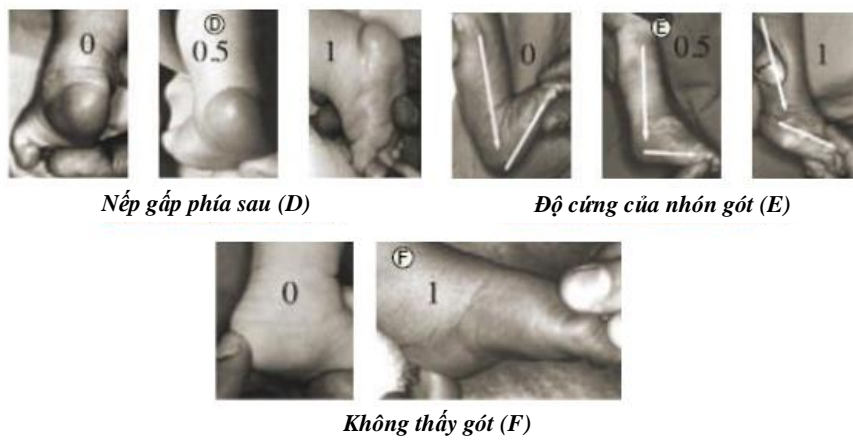 0
D
0.5
1
0
E
0.5
1
Nếp gấp phía sau (D)
Độ cứng của nhón gót (E)
0
F
1
Không thấy gót (F)